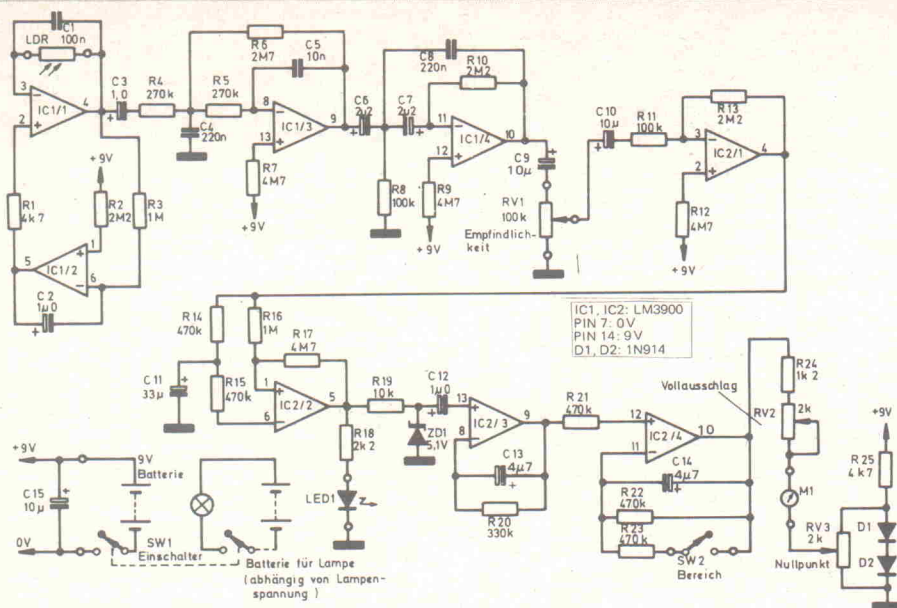 C1
100n
LDR
3
IC1/1
4
2
C3
1,0
+
R4
270k
R5
270k
C4
220n
R6
2M7
C5
10n
8
IC1/3
9
13
R7
4M7
+9V
C6
2µ2
+
C7
2µ2
+
C8
220n
R10
2M2
11
IC1/4
10
12
R8
100k
R9
4M7
+9V
C9
10µ
RV1
100k
Empfindlich-
keit
C10
10µ
+
R11
100k
R13
2M2
3
IC2/1
4
2
R12
4M7
+9V
R1
4k7
+9V
R2
2M2
R3
1M
5
IC1/2
1
6
C2
1µ0
+
IC1, IC2: LM3900
PIN 7: 0V
PIN 14: 9V
D1, D2: 1N914
R14
470k
R16
1M
R17
4M7
C11
33µ
+
R15
470k
1
IC2/2
5
6
R19
10k
C12
1µ0
+
ZD1
5,1V
R18
2k2
LED1
13
IC2/3
9
8
C13
4µ7
+
R20
330k
R21
470k
12
IC2/4
10
11
C14
4µ7
+
R22
470k
R23
470k
SW2
Bereich
Vollausschlag
R24
1k2
RV2
2k
M1
RV3
2k
Nullpunkt
+9V
R25
4k7
D1
D2
+9V
9V
Batterie
C15
10µ
+
0V
SW1
Einschalter
Batterie für Lampe
(abhängig von Lampen-
spannung)